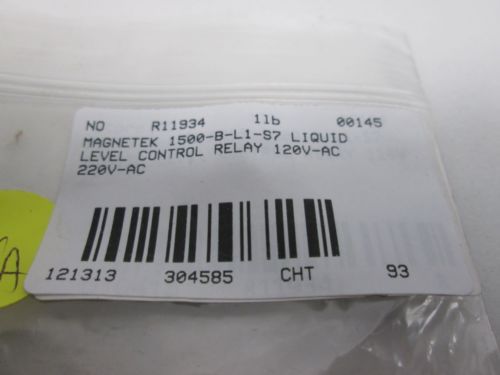 NO R11934 11b 00145
MAGNETEK 1500-B-L1-S7 LIQUID
LEVEL CONTROL RELAY 120V-AC
220V-AC
121313 304585 CHT 93
A